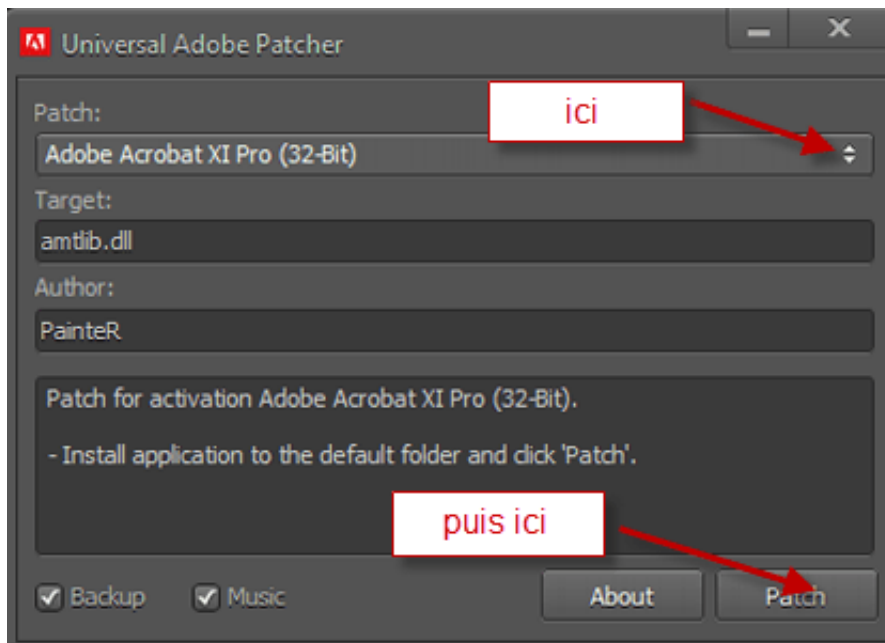 Universal Adobe Patcher
Patch:
ici
Adobe Acrobat XI Pro (32-Bit)
Target:
amtlib.dll
Author:
PainteR
Patch for activation Adobe Acrobat XI Pro (32-Bit).
- Install application to the default folder and click 'Patch'.
puis ici
Backup
Music
About
Patch